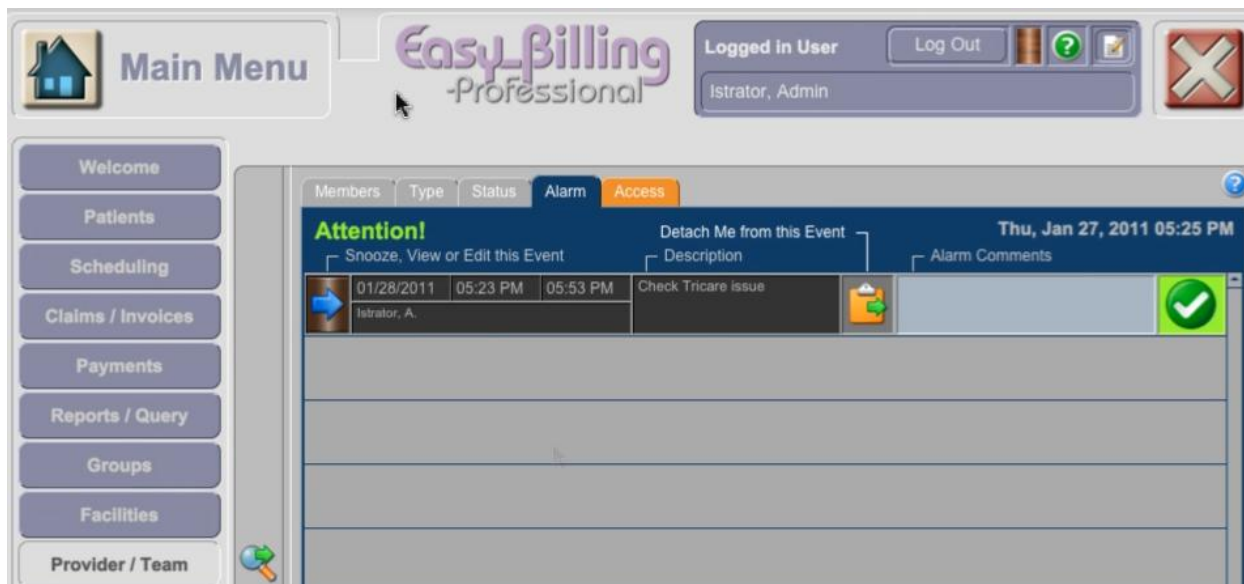 Main Menu
Easy Billing
-Professional
Logged in User
Log Out
Istrator, Admin
Welcome
Patients
Scheduling
Claims / Invoices
Payments
Reports / Query
Groups
Facilities
Provider / Team
Members Type Status Alarm Access
Attention! Detach Me from this Event Thu, Jan 27, 2011 05:25 PM
Snooze, View or Edit this Event Description Alarm Comments
01/28/2011 05:23 PM 05:53 PM Check Tricare issue
Istrator, A.